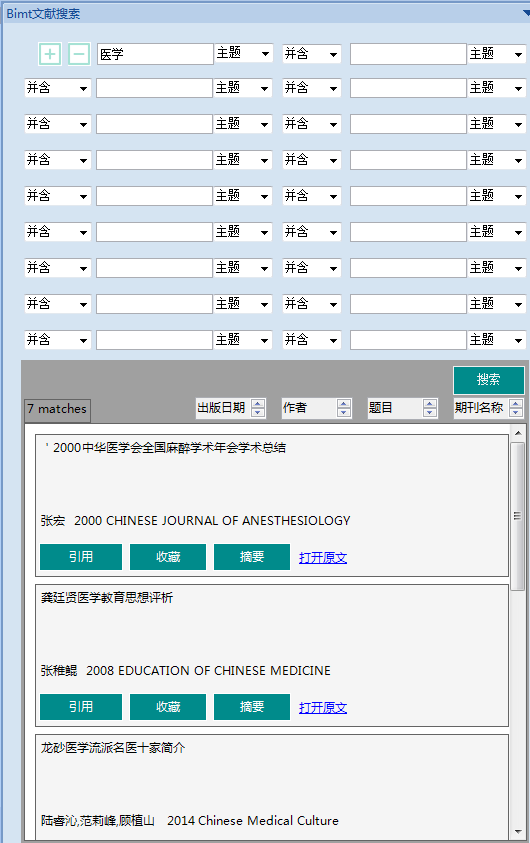 Bimt文献搜索
医学 主题 并含 主题
并含 主题 并含 主题
并含 主题 并含 主题
并含 主题 并含 主题
并含 主题 并含 主题
并含 主题 并含 主题
并含 主题 并含 主题
并含 主题 并含 主题
并含 主题 并含 主题
搜索
7 matches 出版日期 作者 题目 期刊名称
＇2000中华医学会全国麻醉学术年会学术总结
张宏 2000 CHINESE JOURNAL OF ANESTHESIOLOGY
引用 收藏 摘要 打开原文
龚廷贤医学教育思想评析
张稚鲲 2008 EDUCATION OF CHINESE MEDICINE
引用 收藏 摘要 打开原文
龙砂医学流派名医十家简介
陆睿沁,范莉峰,顾植山 2014 Chinese Medical Culture